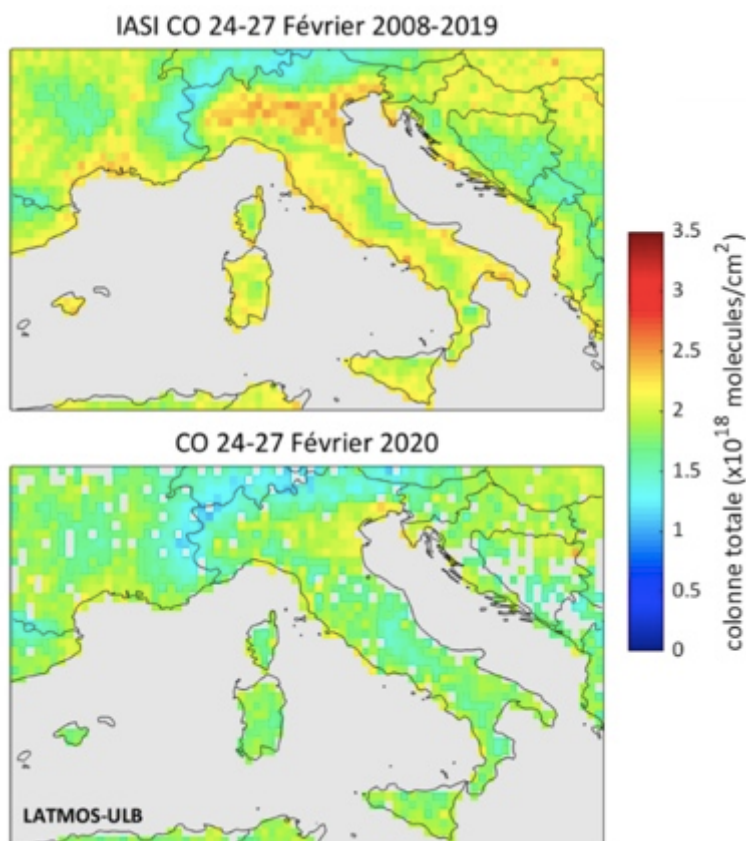 IASI CO 24-27 Février 2008-2019
3.5
3
2.5
2
1.5
1
0.5
0
colonne totale (x10¹⁸ molecules/cm²)
CO 24-27 Février 2020
LATMOS-ULB